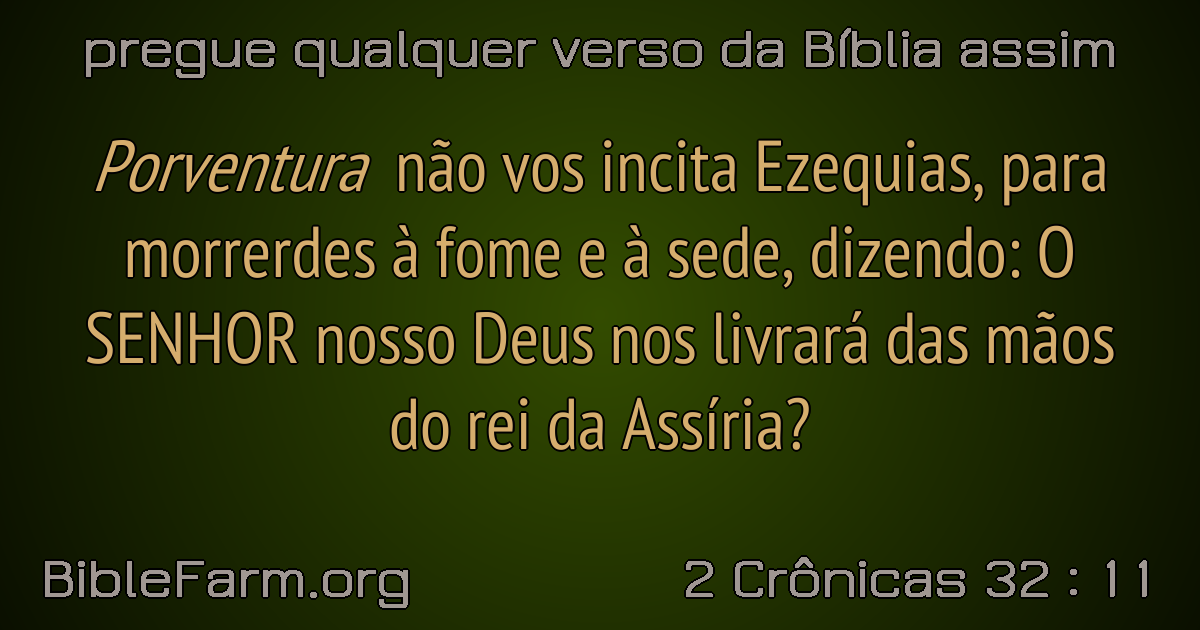 pregue qualquer verso da Bíblia assim
Porventura não vos incita Ezequias, para
morrerdes à fome e à sede, dizendo: O
SENHOR nosso Deus nos livrará das mãos
do rei da Assíria?
BibleFarm.org
2 Crônicas 32 : 11